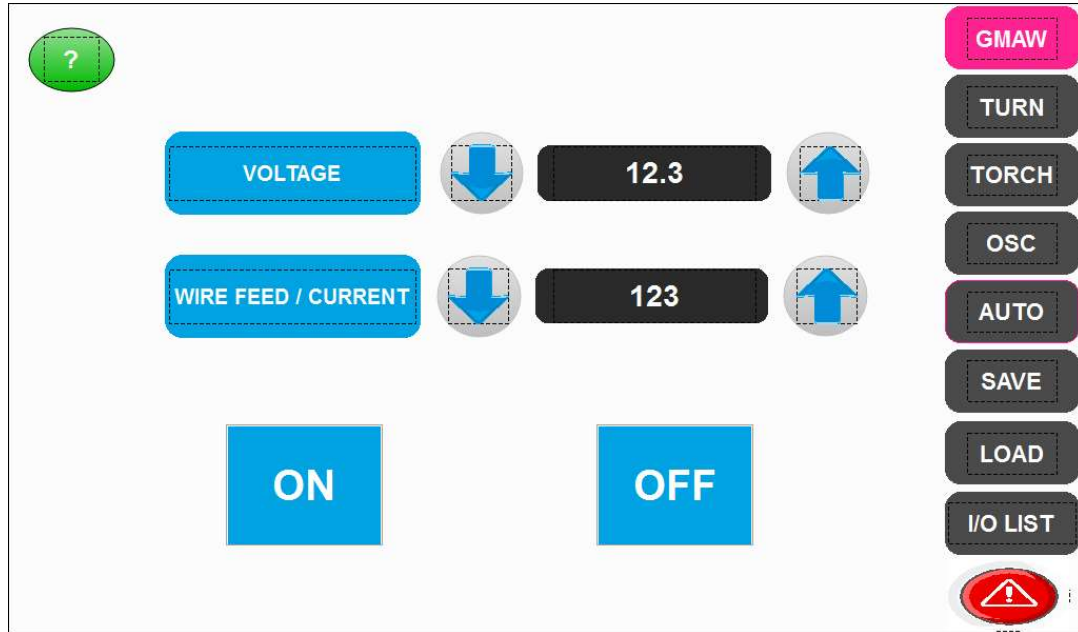 ?
VOLTAGE
12.3
WIRE FEED / CURRENT
123
ON
OFF
GMAW
TURN
TORCH
OSC
AUTO
SAVE
LOAD
I/O LIST
!